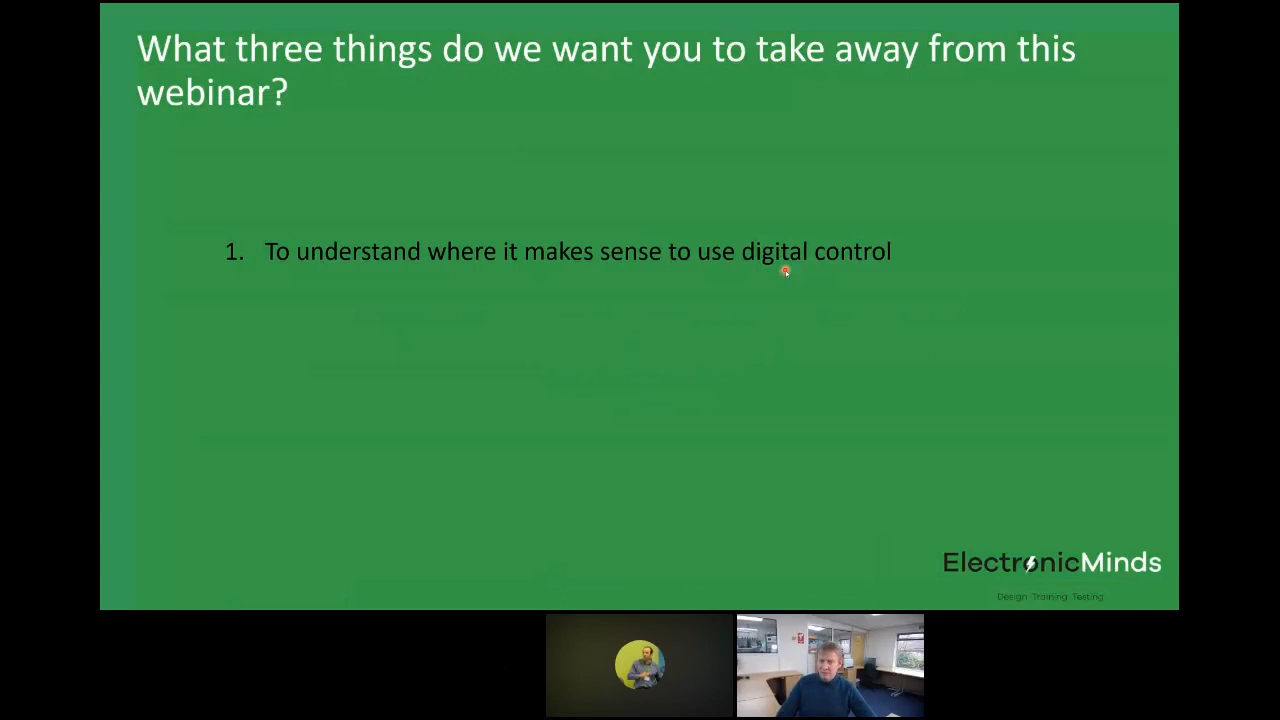 What three things do we want you to take away from this
webinar?
1. To understand where it makes sense to use digital control
ElectronicMinds
Design Training Testing